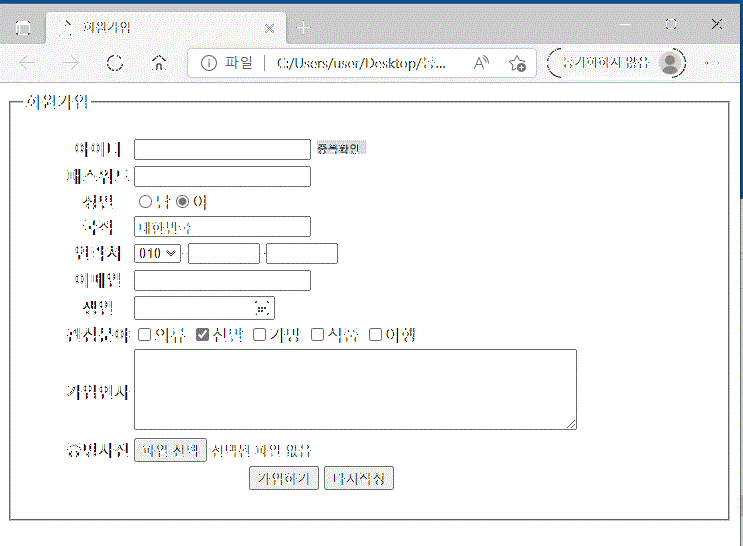 회원가입
파일 C:/Users/user/Desktop/홈... 동기화하지 않음
회원가입
아이디 중복확인
패스워드
성별 남 여
국적 대한민국
연락처 010 - -
이메일
생일
관심분야 의류 신발 가방 식품 여행
가입인사
증명사진 파일 선택 선택된 파일 없음
가입하기 다시작성